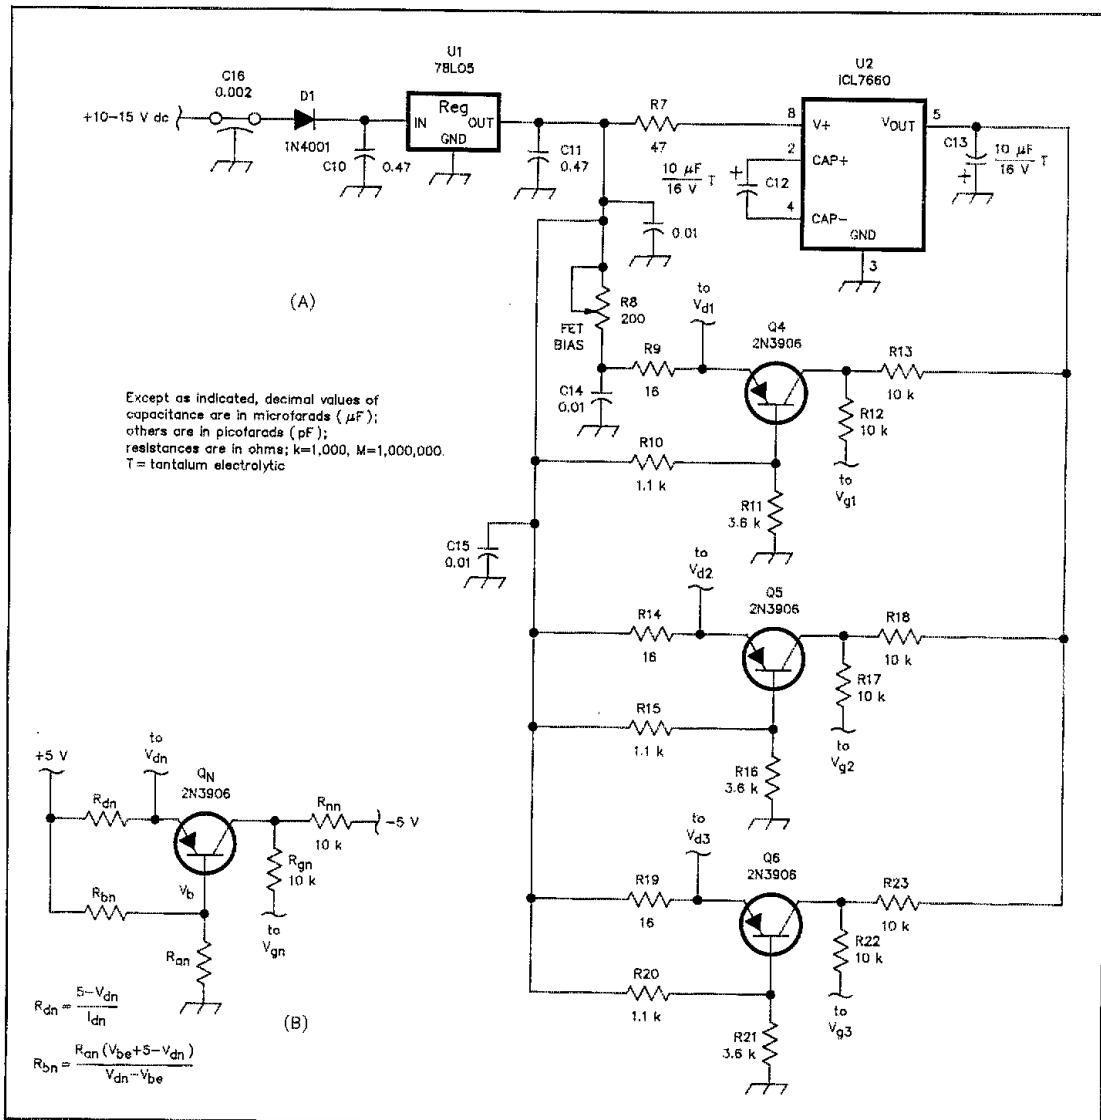 U1
78L05
C16
0.002
D1
+10-15 V dc
1N4001
C10
0.47
Reg
IN
OUT
GND
C11
0.47
R7
47
U2
ICL7660
8
V+
VOUT
5
2
CAP+
4
CAP-
GND
3
10 µF
16 V
T
+
C12
C13
10 µF
16 V
T
+
0.01
(A)
R8
200
FET
BIAS
to
Vd1
Q4
2N3906
R9
16
R13
10 k
C14
0.01
R12
10 k
to
Vg1
R10
1.1 k
R11
3.6 k
Except as indicated, decimal values of
capacitance are in microfarads (µF);
others are in picofarads (pF);
resistances are in ohms; k=1,000, M=1,000,000.
T = tantalum electrolytic
C15
0.01
to
Vd2
Q5
2N3906
R14
16
R18
10 k
R17
10 k
to
Vg2
R15
1.1 k
R16
3.6 k
to
Vd3
Q6
2N3906
R19
16
R23
10 k
R22
10 k
to
Vg3
R20
1.1 k
R21
3.6 k
+5 V
to
Vdn
QN
2N3906
Rdn
Rnn
10 k
-5 V
Rgn
10 k
to
Vgn
Rbn
Vb
Ran
(B)
Rdn = 5-Vdn / Idn
Rbn = Ran (Vbe+5-Vdn) / Vdn-Vbe